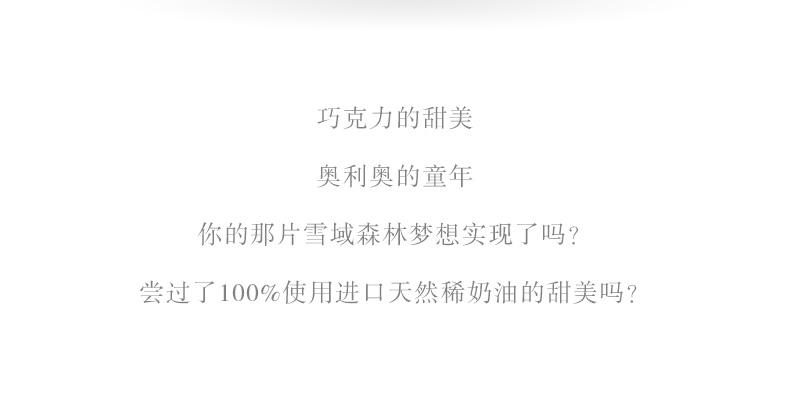 巧克力的甜美
奥利奥的童年
你的那片雪域森林梦想实现了吗？
尝过了100%使用进口天然稀奶油的甜美吗？